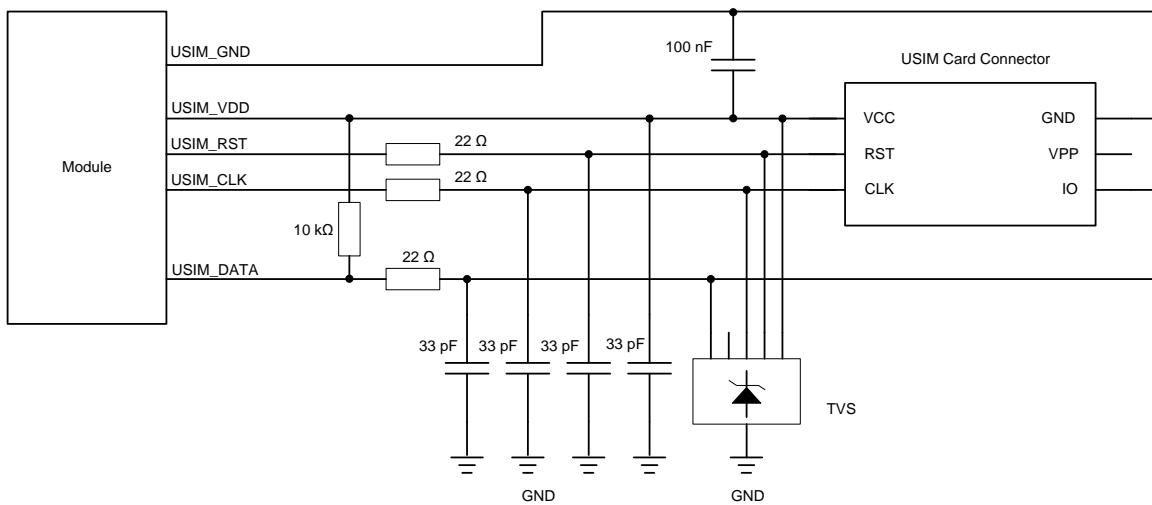 USIM_GND
100 nF
USIM Card Connector
USIM_VDD
VCC
GND
Module
USIM_RST
22 Ω
RST
VPP
USIM_CLK
22 Ω
CLK
IO
10 kΩ
USIM_DATA
22 Ω
33 pF
33 pF
33 pF
33 pF
TVS
GND
GND